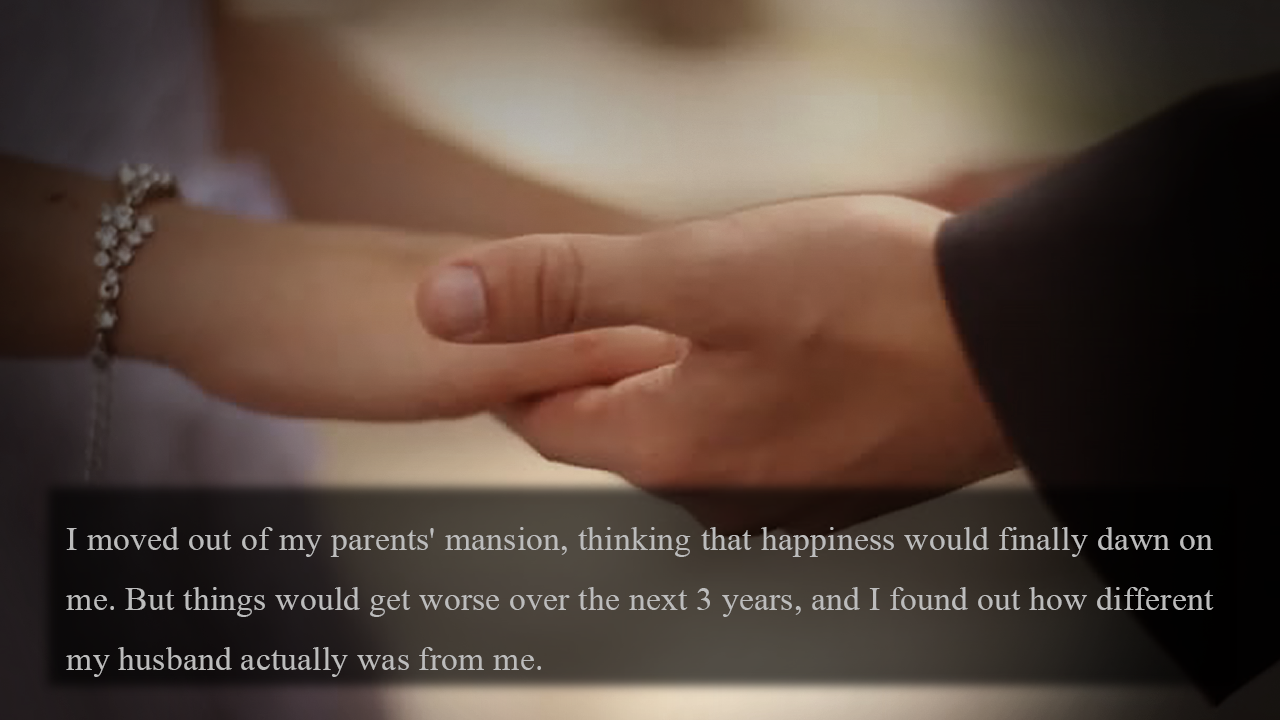 I moved out of my parents' mansion, thinking that happiness would finally dawn on
me. But things would get worse over the next 3 years, and I found out how different
my husband actually was from me.